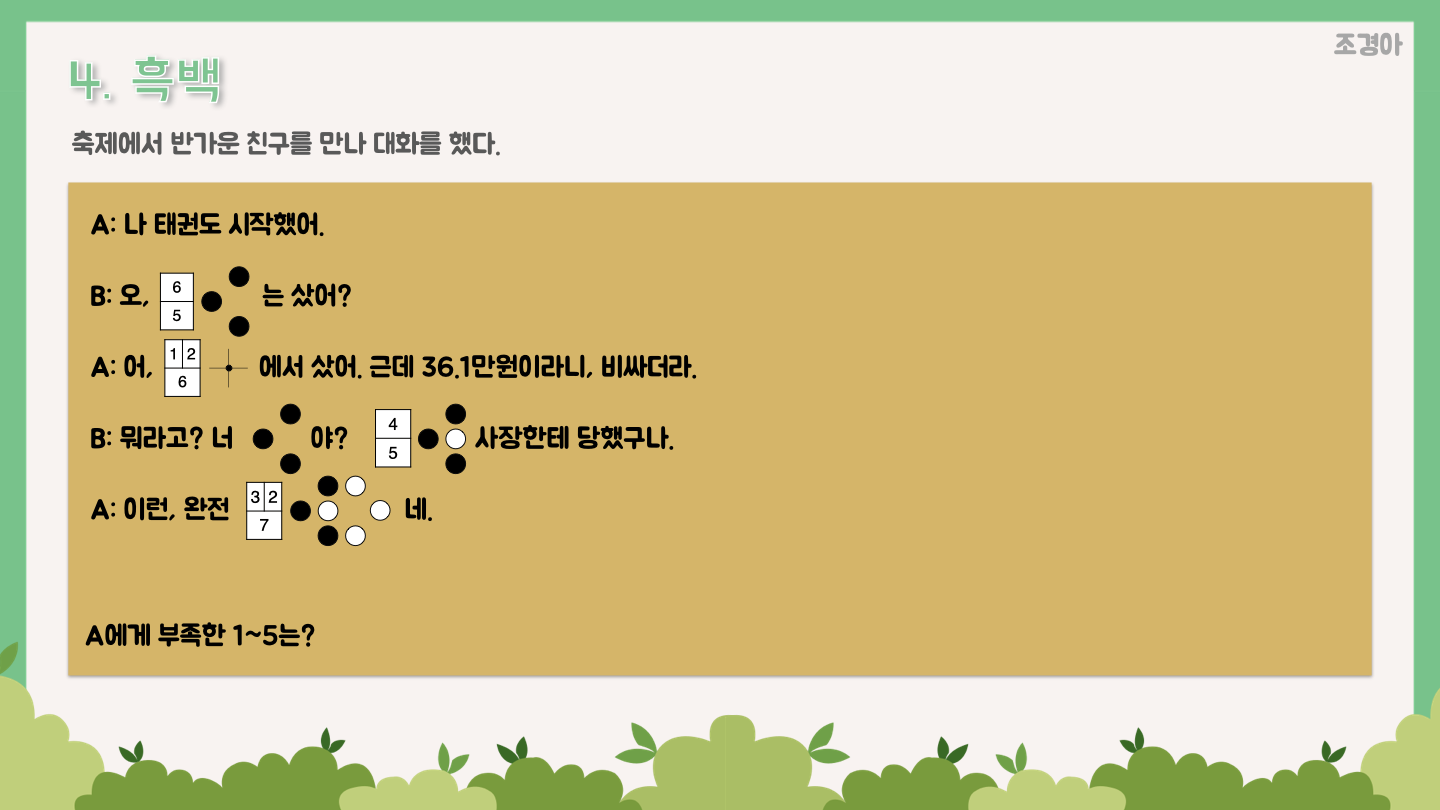 조경아
4. 흑백
축제에서 반가운 친구를 만나 대화를 했다.
A: 나 태권도 시작했어.
B: 오, 6 5 는 샀어?
A: 어, 1 2 6 에서 샀어. 근데 36.1만원이라니, 비싸더라.
B: 뭐라고? 너 야? 4 5 사장한테 당했구나.
A: 이런, 완전 3 2 7 네.
A에게 부족한 1~5는?